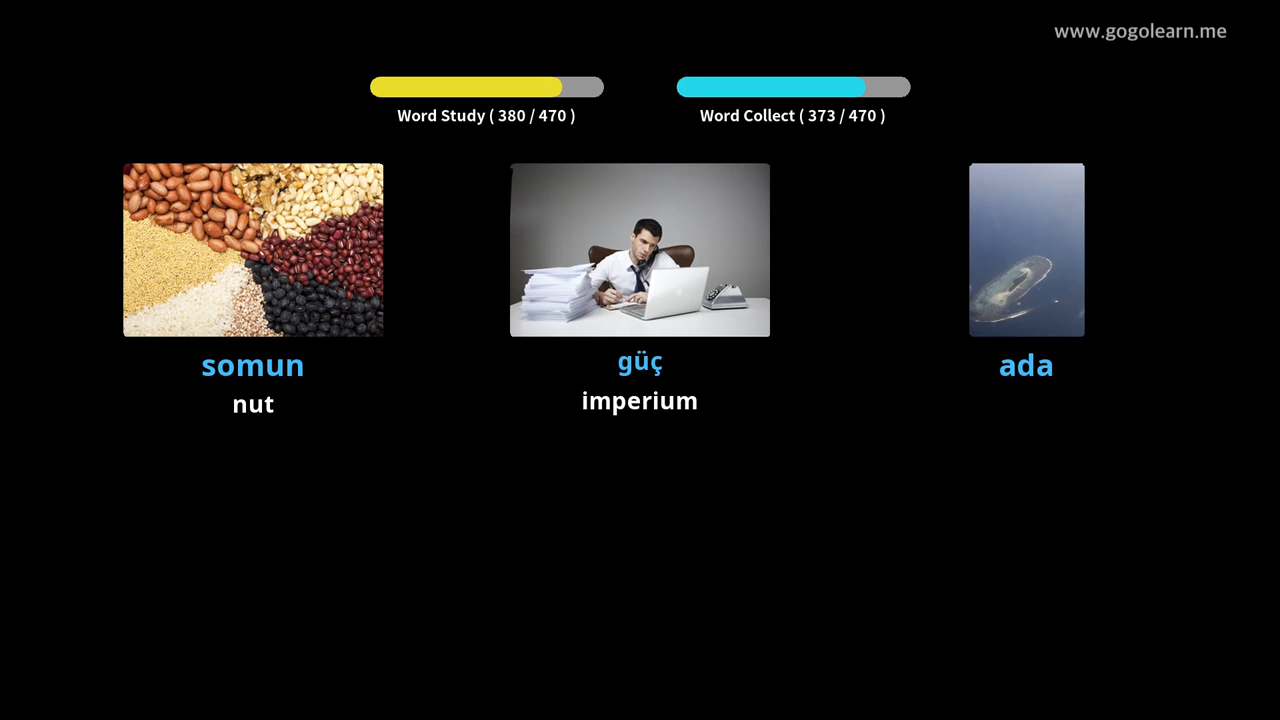 www.gogolearn.me
Word Study ( 380 / 470 )
Word Collect ( 373 / 470 )
somun
nut
güç
imperium
ada